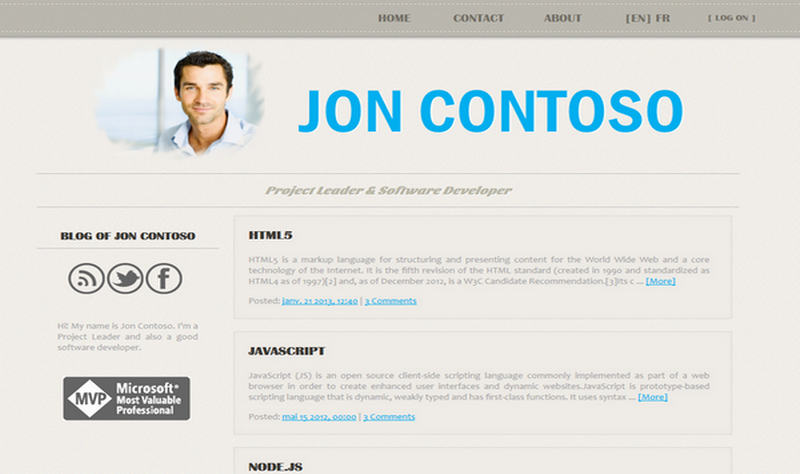 HOME CONTACT ABOUT [EN] FR [ LOG ON ]
JON CONTOSO
Project Leader & Software Developer
BLOG OF JON CONTOSO
Hi! My name is Jon Contoso. I'm a
Project Leader and also a good
software developer.
MVP
Microsoft®
Most Valuable
Professional
HTML5
HTML5 is a markup language for structuring and presenting content for the World Wide Web and a core
technology of the Internet. It is the fifth revision of the HTML standard (created in 1990 and standardized as
HTML4 as of 1997)[2] and, as of December 2012, is a W3C Candidate Recommendation.[3]Its c ... [More]
Posted: janv. 21 2013, 12:40 | 3 Comments
JAVASCRIPT
JavaScript (JS) is an open source client-side scripting language commonly implemented as part of a web
browser in order to create enhanced user interfaces and dynamic websites.JavaScript is prototype-based
scripting language that is dynamic, weakly typed and has first-class functions. It uses syntax ... [More]
Posted: mai 15 2012, 00:00 | 3 Comments
NODE.JS